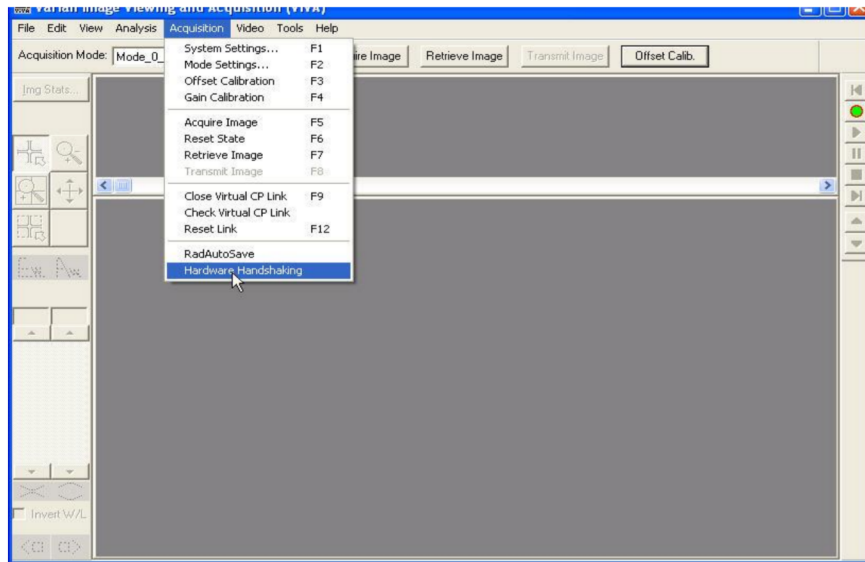 Varian Image Viewing and Acquisition (VIVA)
File Edit View Analysis Acquisition Video Tools Help
Acquisition Mode: Mode_0_ ire Image Retrieve Image Transmit Image Offset Calib.
System Settings... F1
Mode Settings... F2
Offset Calibration F3
Gain Calibration F4
Img Stats...
Acquire Image F5
Reset State F6
Retrieve Image F7
Transmit Image F8
Close Virtual CP Link F9
Check Virtual CP Link
Reset Link F12
RadAutoSave
Hardware Handshaking
Invert W/L